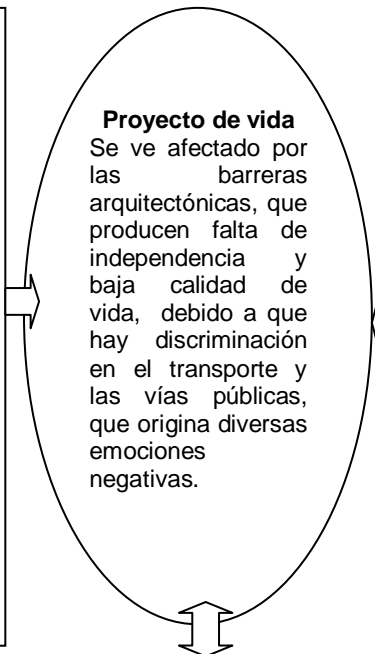 Proyecto de vida
Se ve afectado por
las barreras
arquitectónicas, que
producen falta de
independencia y
baja calidad de
vida, debido a que
hay discriminación
en el transporte y
las vías públicas,
que origina diversas
emociones
negativas.